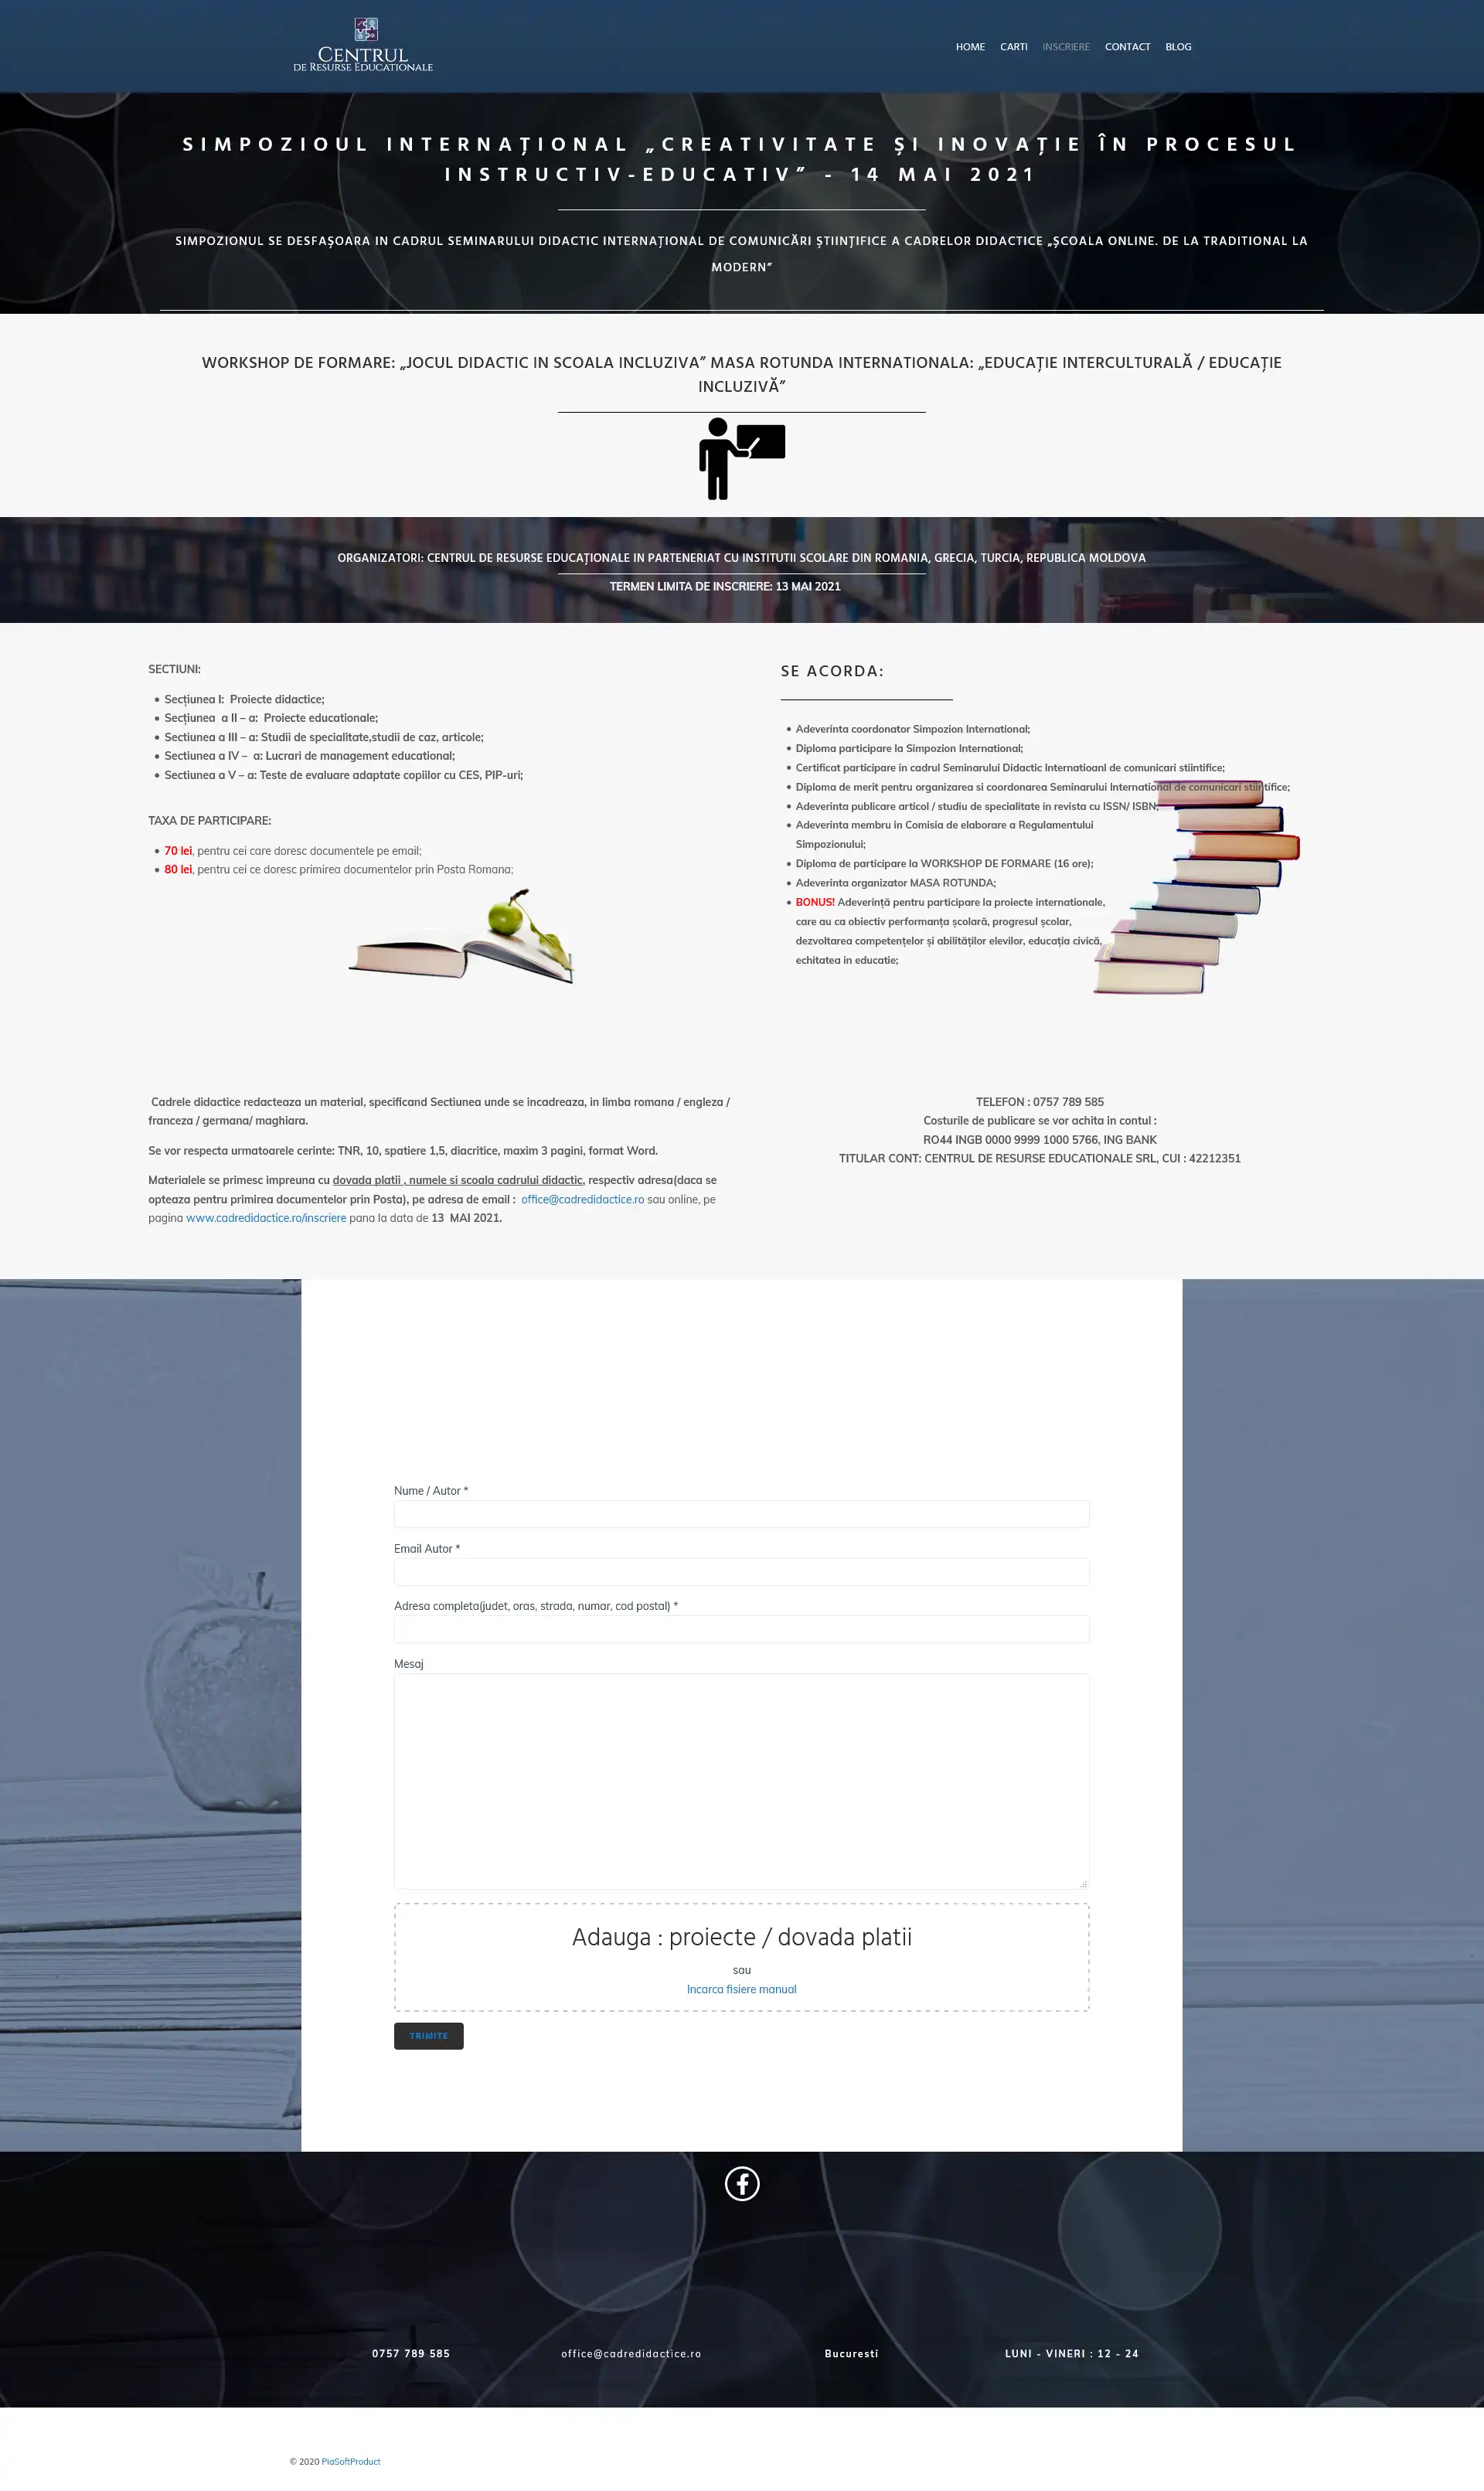 CENTRUL
DE RESURSE EDUCATIONALE
HOME CARTI INSCRIERE CONTACT BLOG
SIMPOZIOUL INTERNAȚIONAL „CREATIVITATE ȘI INOVAȚIE ÎN PROCESUL
INSTRUCTIV-EDUCATIV” - 14 MAI 2021
SIMPOZIONUL SE DESFAȘOARA IN CADRUL SEMINARULUI DIDACTIC INTERNAȚIONAL DE COMUNICĂRI ȘTIINȚIFICE A CADRELOR DIDACTICE „ȘCOALA ONLINE. DE LA TRADITIONAL LA
MODERN”
WORKSHOP DE FORMARE: „JOCUL DIDACTIC IN SCOALA INCLUZIVA” MASA ROTUNDA INTERNATIONALA: „EDUCAȚIE INTERCULTURALĂ / EDUCAȚIE
INCLUZIVĂ”
ORGANIZATORI: CENTRUL DE RESURSE EDUCAȚIONALE IN PARTENERIAT CU INSTITUTII SCOLARE DIN ROMANIA, GRECIA, TURCIA, REPUBLICA MOLDOVA
TERMEN LIMITA DE INSCRIERE: 13 MAI 2021
SECTIUNI:
• Secțiunea I:  Proiecte didactice;
• Secțiunea  a II – a:  Proiecte educationale;
• Sectiunea a III – a: Studii de specialitate,studii de caz, articole;
• Sectiunea a IV –  a: Lucrari de management educational;
• Sectiunea a V – a: Teste de evaluare adaptate copiilor cu CES, PIP-uri;
TAXA DE PARTICIPARE:
• 70 lei, pentru cei care doresc documentele pe email;
• 80 lei, pentru cei ce doresc primirea documentelor prin Posta Romana;
SE ACORDA:
• Adeverinta coordonator Simpozion International;
• Diploma participare la Simpozion International;
• Certificat participare in cadrul Seminarului Didactic Internatioanl de comunicari stiintifice;
• Diploma de merit pentru organizarea si coordonarea Seminarului International de comunicari stiintifice;
• Adeverinta publicare articol / studiu de specialitate in revista cu ISSN/ ISBN;
• Adeverinta membru in Comisia de elaborare a Regulamentului
Simpozionului;
• Diploma de participare la WORKSHOP DE FORMARE (16 ore);
• Adeverinta organizator MASA ROTUNDA;
• BONUS! Adeverință pentru participare la proiecte internationale,
care au ca obiectiv performanța școlară, progresul școlar,
dezvoltarea competențelor și abilităților elevilor, educația civică,
echitatea in educatie;
Cadrele didactice redacteaza un material, specificand Sectiunea unde se incadreaza, in limba romana / engleza /
franceza / germana/ maghiara.
Se vor respecta urmatoarele cerinte: TNR, 10, spatiere 1,5, diacritice, maxim 3 pagini, format Word.
Materialele se primesc impreuna cu dovada platii , numele si scoala cadrului didactic, respectiv adresa(daca se
opteaza pentru primirea documentelor prin Posta), pe adresa de email :  office@cadredidactice.ro sau online, pe
pagina www.cadredidactice.ro/inscriere pana la data de 13  MAI 2021.
TELEFON : 0757 789 585
Costurile de publicare se vor achita in contul :
RO44 INGB 0000 9999 1000 5766, ING BANK
TITULAR CONT: CENTRUL DE RESURSE EDUCATIONALE SRL, CUI : 42212351
Nume / Autor *
Email Autor *
Adresa completa(judet, oras, strada, numar, cod postal) *
Mesaj
Adauga : proiecte / dovada platii
sau
Incarca fisiere manual
TRIMITE
0757 789 585 office@cadredidactice.ro Bucuresti LUNI - VINERI : 12 - 24
© 2020 PiaSoftProduct